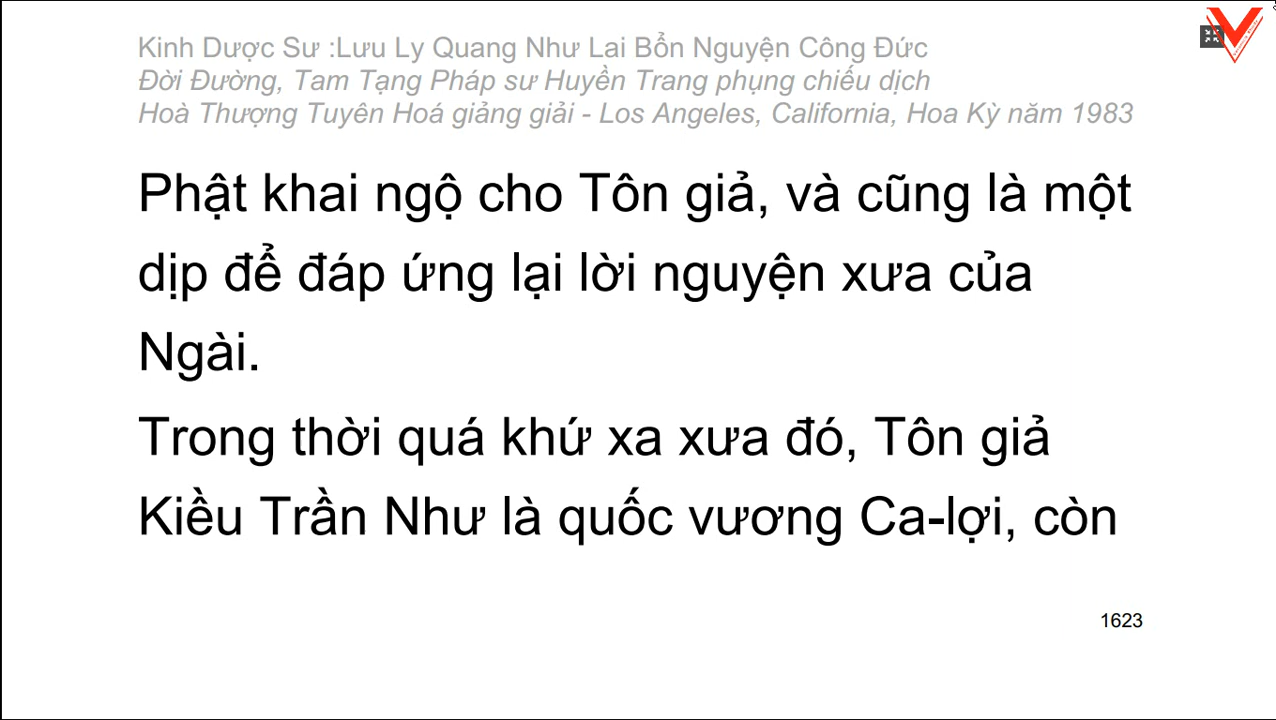 Kinh Dược Sư :Lưu Ly Quang Như Lai Bổn Nguyện Công Đức
Đời Đường, Tam Tạng Pháp sư Huyền Trang phụng chiếu dịch
Hoà Thượng Tuyên Hoá giảng giải - Los Angeles, California, Hoa Kỳ năm 1983
Phật khai ngộ cho Tôn giả, và cũng là một
dịp để đáp ứng lại lời nguyện xưa của
Ngài.
Trong thời quá khứ xa xưa đó, Tôn giả
Kiều Trần Như là quốc vương Ca-lợi, còn
1623